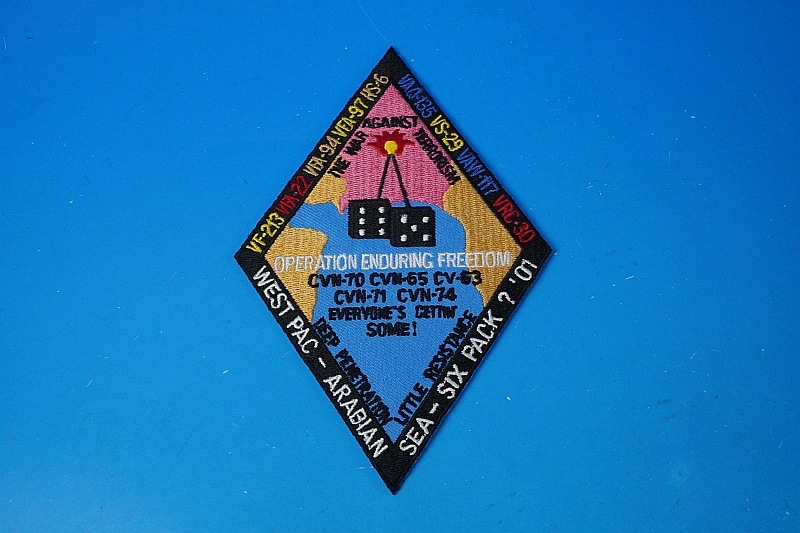 VF-213 VFA-22 VFA-94 VFA-97 HS-6
VAQ-135 VS-29 VAW-117 VRC-30
THE WAR AGAINST TERRORISM
OPERATION ENDURING FREEDOM
CVN-70 CVN-65 CV-63
CVN-71 CVN-74
EVERYONE'S GETTIN'
SOME!
DEEP PENETRATION
LITTLE RESISTANCE
WEST PAC - ARABIAN
SEA - SIX PACK ? '01